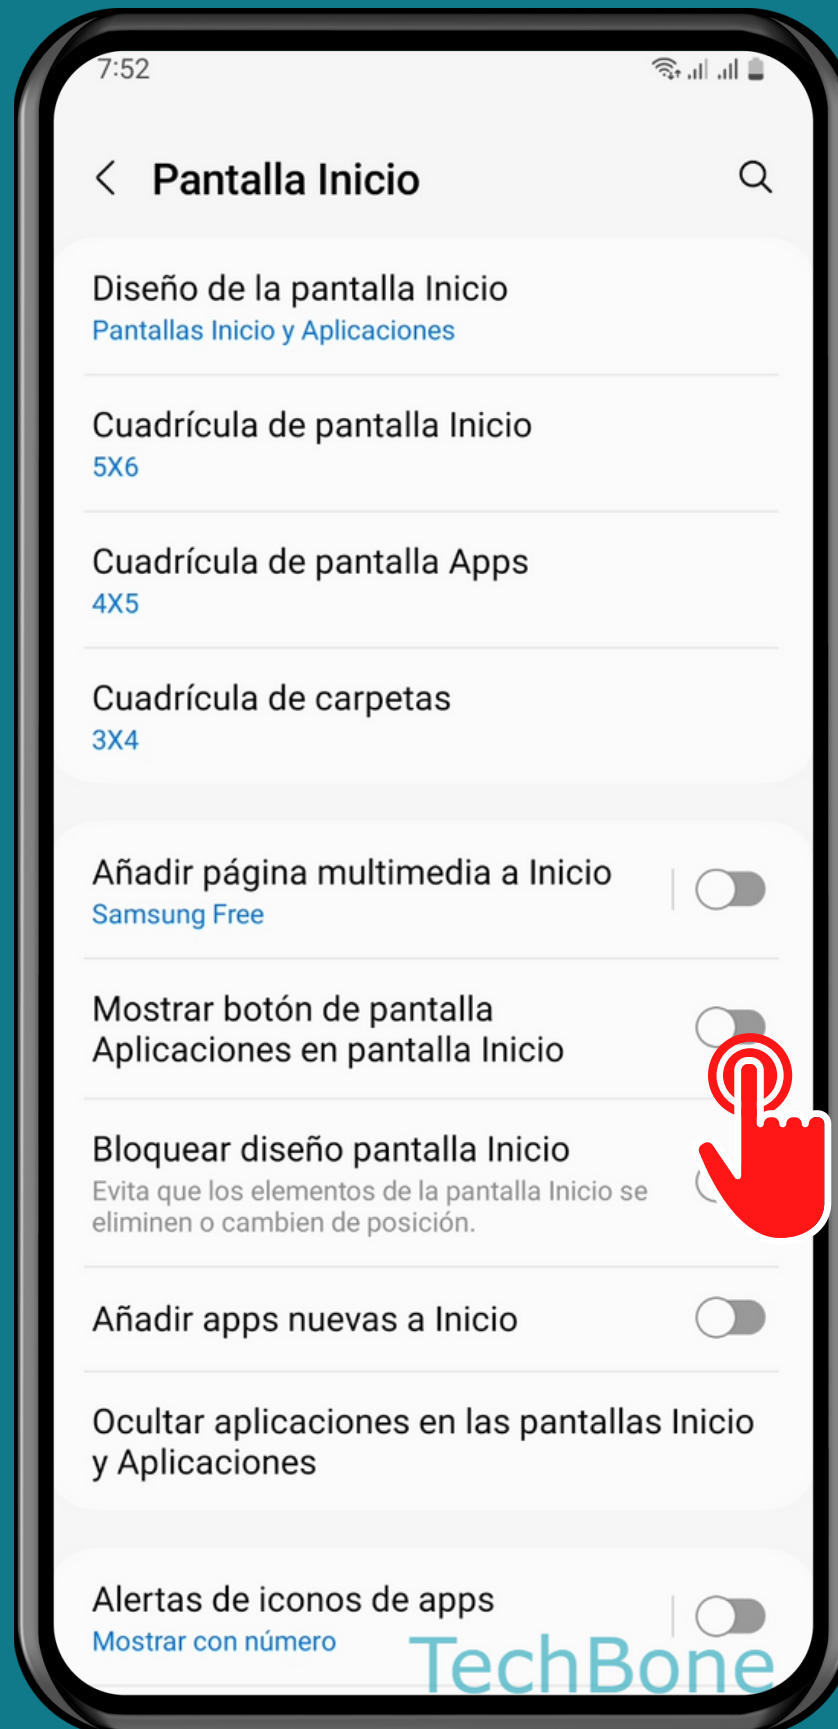 7:52
Pantalla Inicio
Diseño de la pantalla Inicio
Pantallas Inicio y Aplicaciones
Cuadrícula de pantalla Inicio
5X6
Cuadrícula de pantalla Apps
4X5
Cuadrícula de carpetas
3X4
Añadir página multimedia a Inicio
Samsung Free
Mostrar botón de pantalla
Aplicaciones en pantalla Inicio
Bloquear diseño pantalla Inicio
Evita que los elementos de la pantalla Inicio se
eliminen o cambien de posición.
Añadir apps nuevas a Inicio
Ocultar aplicaciones en las pantallas Inicio
y Aplicaciones
Alertas de iconos de apps
Mostrar con número
TechBone